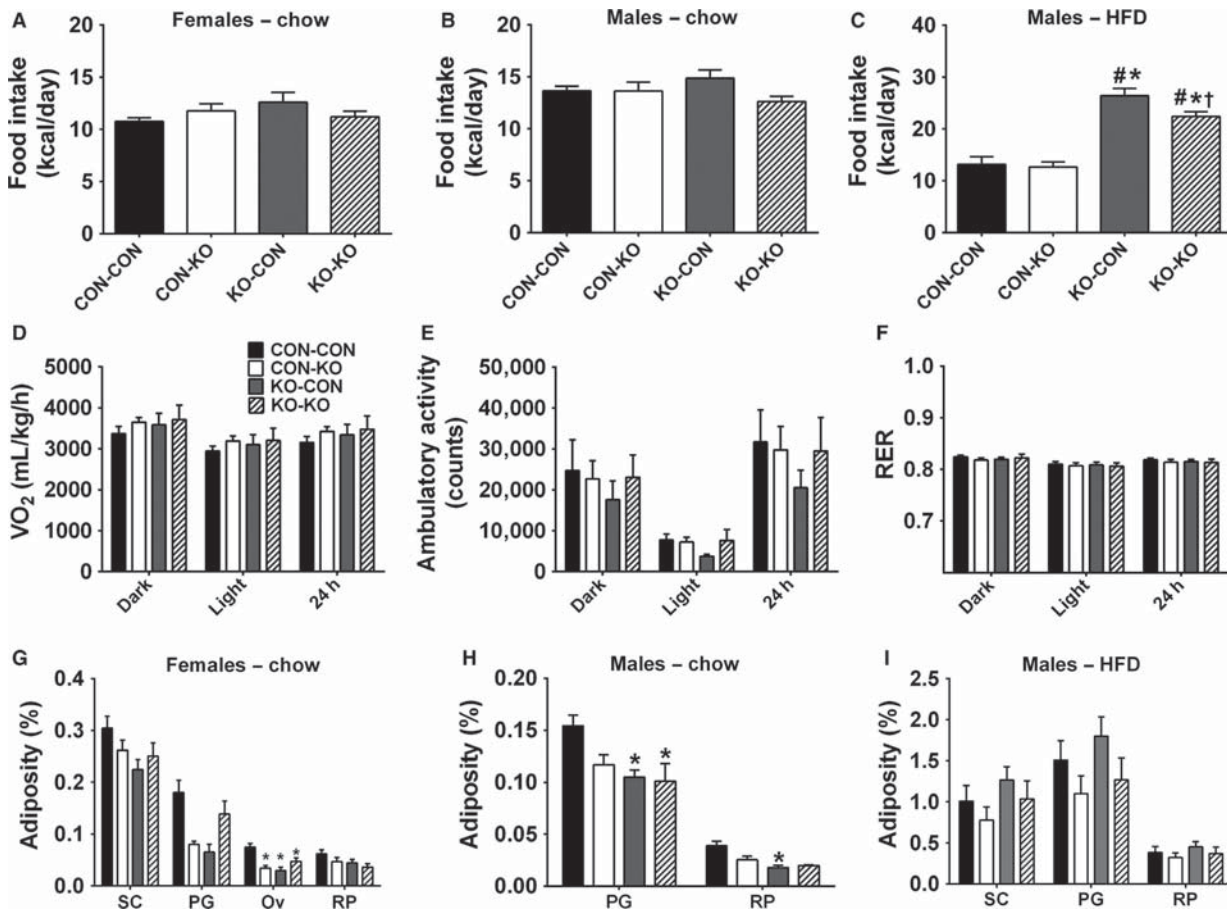 A Females – chow
Food intake
(kcal/day)
20
15
10
5
0
CON-CON
CON-KO
KO-CON
KO-KO
B Males – chow
Food intake
(kcal/day)
20
15
10
5
0
CON-CON
CON-KO
KO-CON
KO-KO
C Males – HFD
Food intake
(kcal/day)
40
30
20
10
0
#*
#*†
CON-CON
CON-KO
KO-CON
KO-KO
D
VO₂ (mL/kg/h)
5000
4000
3000
2000
1000
0
CON-CON
CON-KO
KO-CON
KO-KO
Dark
Light
24 h
E
Ambulatory activity
(counts)
50,000
40,000
30,000
20,000
10,000
0
Dark
Light
24 h
F
RER
1.0
0.9
0.8
0.7
Dark
Light
24 h
G Females – chow
Adiposity (%)
0.4
0.3
0.2
0.1
0.0
* * *
SC PG Ov RP
H Males – chow
Adiposity (%)
0.20
0.15
0.10
0.05
0.00
* *
*
PG RP
I Males – HFD
Adiposity (%)
2.5
2.0
1.5
1.0
0.5
0.0
SC PG RP